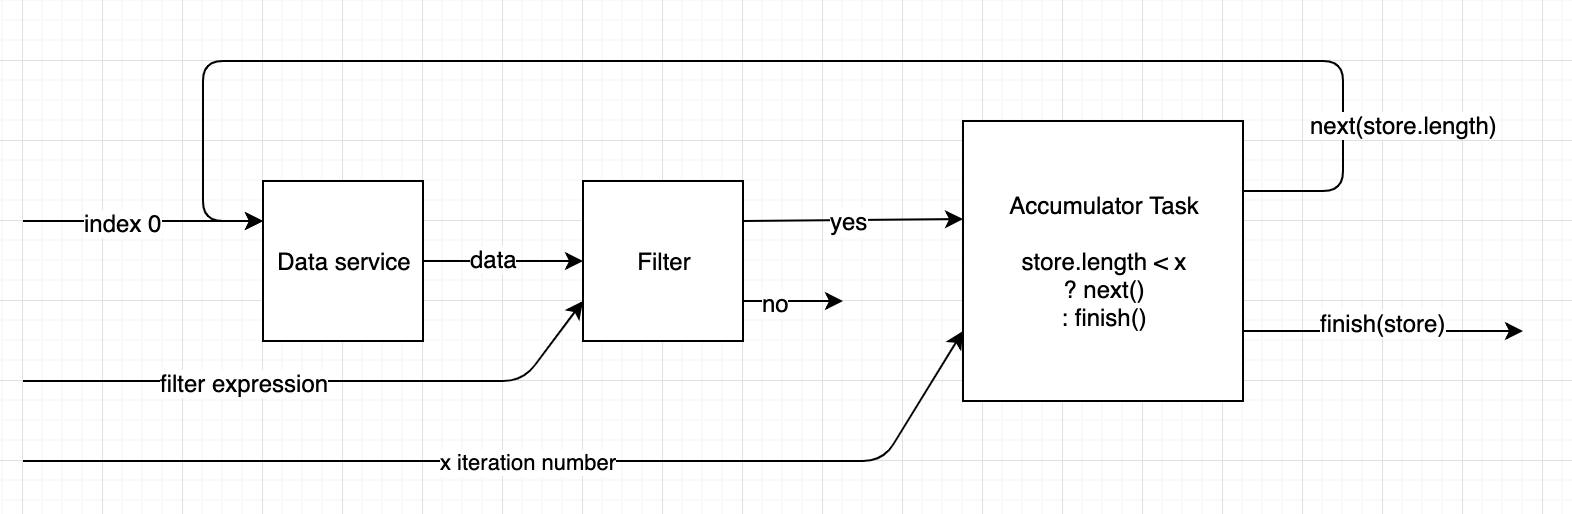 next(store.length)
index 0
Data service
data
Filter
yes
no
Accumulator Task
store.length < x
? next()
: finish()
finish(store)
filter expression
x iteration number